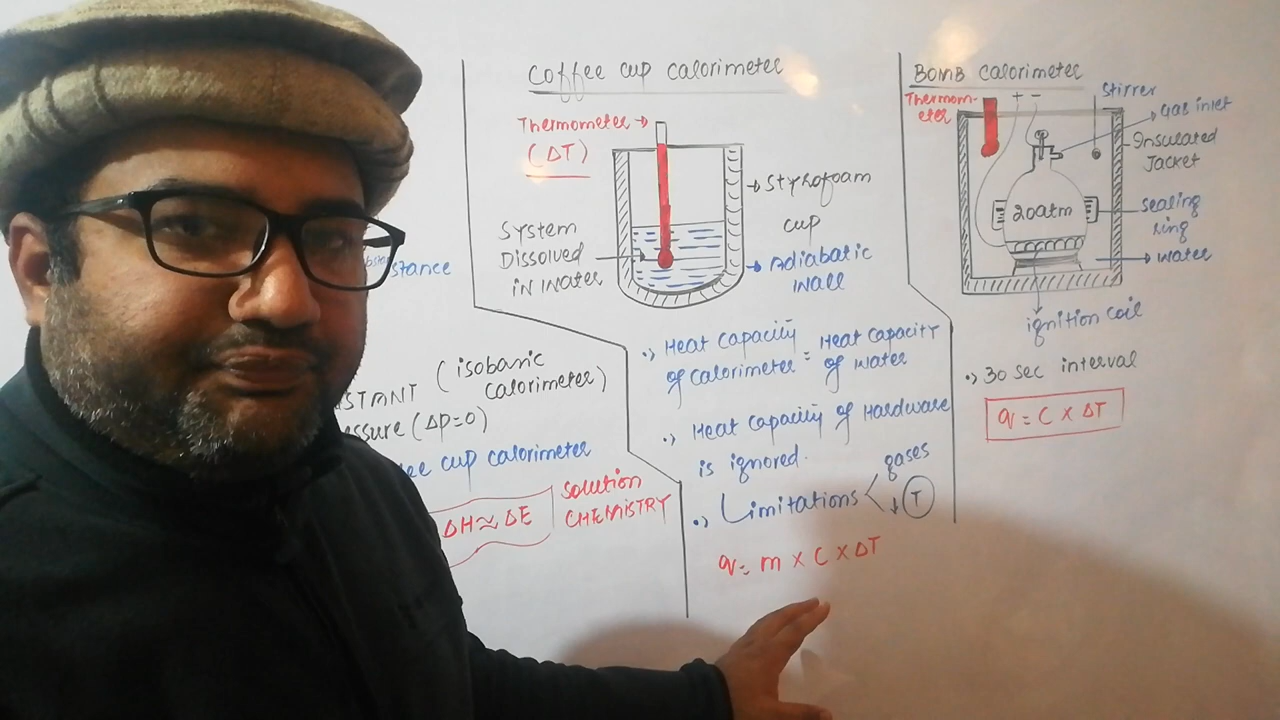 stance
STANT (isobaric
calorimeter)
essure (ΔP=0)
ee cup calorimeter
ΔH≈ΔE
Solution
CHEMISTRY
Coffee cup calorimeter
Thermometer →
(ΔT)
System
Dissolved
in water
→ Styrofoam
cup
→ Adiabatic
wall
•) Heat capacity of calorimeter = Heat capacity of water
•) Heat capacity of Hardware
is ignored.
•) Limitations < gases
↓ T
q = m x C x ΔT
BOMB calorimeter
Thermom-
eter
+ -
Stirrer
Gas inlet
Insulated
Jacket
20atm
sealing
ring
→ water
ignition coil
•) 30 sec interval
q = C x ΔT